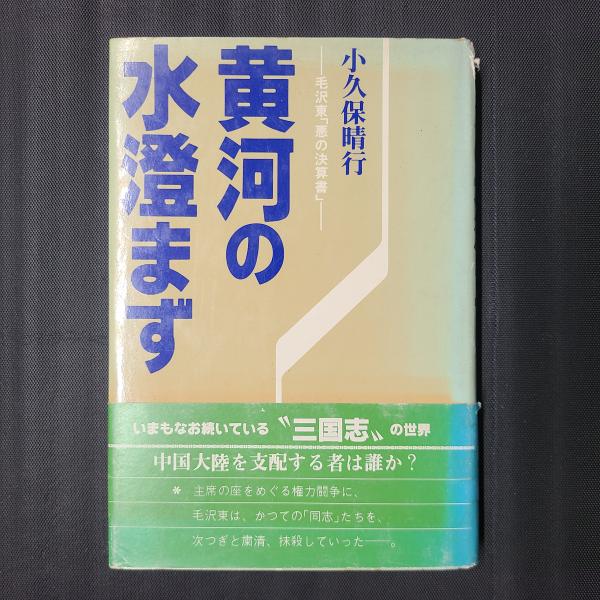 小久保晴行
──毛沢東「悪の決算書」──
黄河の
水澄まず
いまもなお続いている〝三国志〟の世界
中国大陸を支配する者は誰か？
* 主席の座をめぐる権力闘争に、
毛沢東は、かつての「同志」たちを、
次つぎと粛清、抹殺していった──。